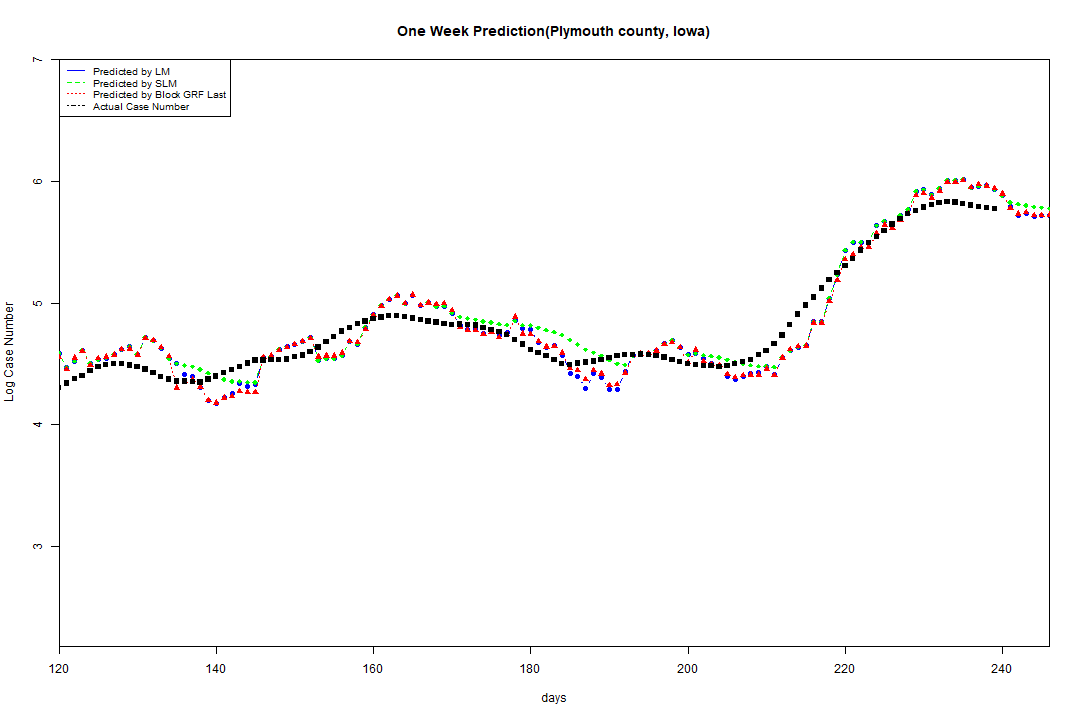 One Week Prediction(Plymouth county, Iowa)
Predicted by LM
Predicted by SLM
Predicted by Block GRF Last
Actual Case Number
Log Case Number
7
6
5
4
3
120 140 160 180 200 220 240
days